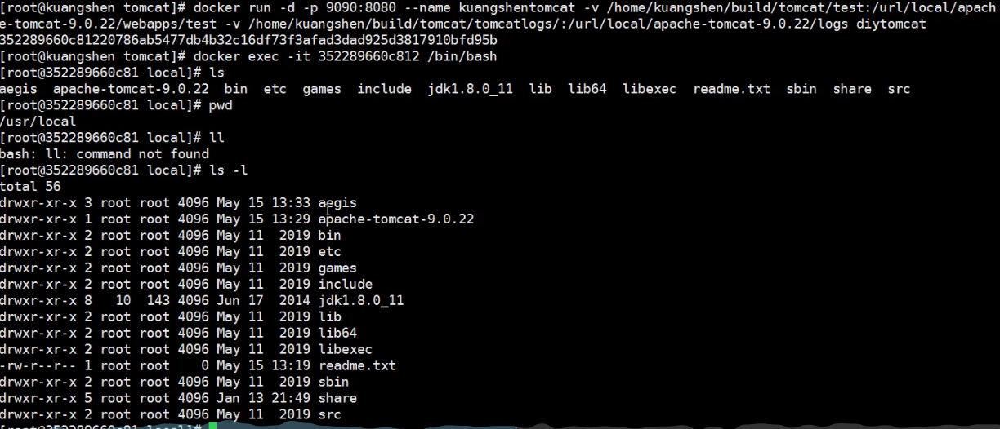 [root@kuangshen tomcat]# docker run -d -p 9090:8080 --name kuangshentomcat -v /home/kuangshen/build/tomcat/test:/url/local/apach
e-tomcat-9.0.22/webapps/test -v /home/kuangshen/build/tomcat/tomcatlogs/:/url/local/apache-tomcat-9.0.22/logs diytomcat
352289660c81220786ab5477db4b32c16df73f3afad3dad925d3817910bfd95b
[root@kuangshen tomcat]# docker exec -it 352289660c812 /bin/bash
[root@352289660c81 local]# ls
aegis  apache-tomcat-9.0.22  bin  etc  games  include  jdk1.8.0_11  lib  lib64  libexec  readme.txt  sbin  share  src
[root@352289660c81 local]# pwd
/usr/local
[root@352289660c81 local]# ll
bash: ll: command not found
[root@352289660c81 local]# ls -l
total 56
drwxr-xr-x 3 root root 4096 May 15 13:33 aegis
drwxr-xr-x 1 root root 4096 May 15 13:29 apache-tomcat-9.0.22
drwxr-xr-x 2 root root 4096 May 11  2019 bin
drwxr-xr-x 2 root root 4096 May 11  2019 etc
drwxr-xr-x 2 root root 4096 May 11  2019 games
drwxr-xr-x 2 root root 4096 May 11  2019 include
drwxr-xr-x 8   10  143 4096 Jun 17  2014 jdk1.8.0_11
drwxr-xr-x 2 root root 4096 May 11  2019 lib
drwxr-xr-x 2 root root 4096 May 11  2019 lib64
drwxr-xr-x 2 root root 4096 May 11  2019 libexec
-rw-r--r-- 1 root root    0 May 15 13:19 readme.txt
drwxr-xr-x 2 root root 4096 May 11  2019 sbin
drwxr-xr-x 5 root root 4096 Jan 13 21:49 share
drwxr-xr-x 2 root root 4096 May 11  2019 src
[root@352289660c81 local]#